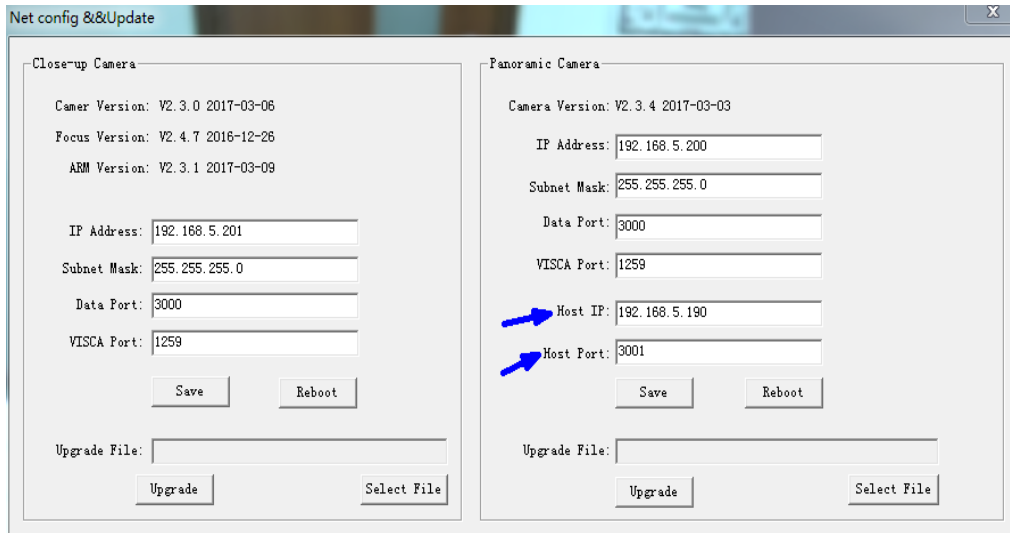 Net config &&Update
X
Close-up Camera
Camer Version: V2.3.0 2017-03-06
Focus Version: V2.4.7 2016-12-26
ARM Version: V2.3.1 2017-03-09
IP Address: 192.168.5.201
Subnet Mask: 255.255.255.0
Data Port: 3000
VISCA Port: 1259
Save Reboot
Upgrade File:
Upgrade Select File
Panoramic Camera
Camera Version: V2.3.4 2017-03-03
IP Address: 192.168.5.200
Subnet Mask: 255.255.255.0
Data Port: 3000
VISCA Port: 1259
Host IP: 192.168.5.190
Host Port: 3001
Save Reboot
Upgrade File:
Upgrade Select File